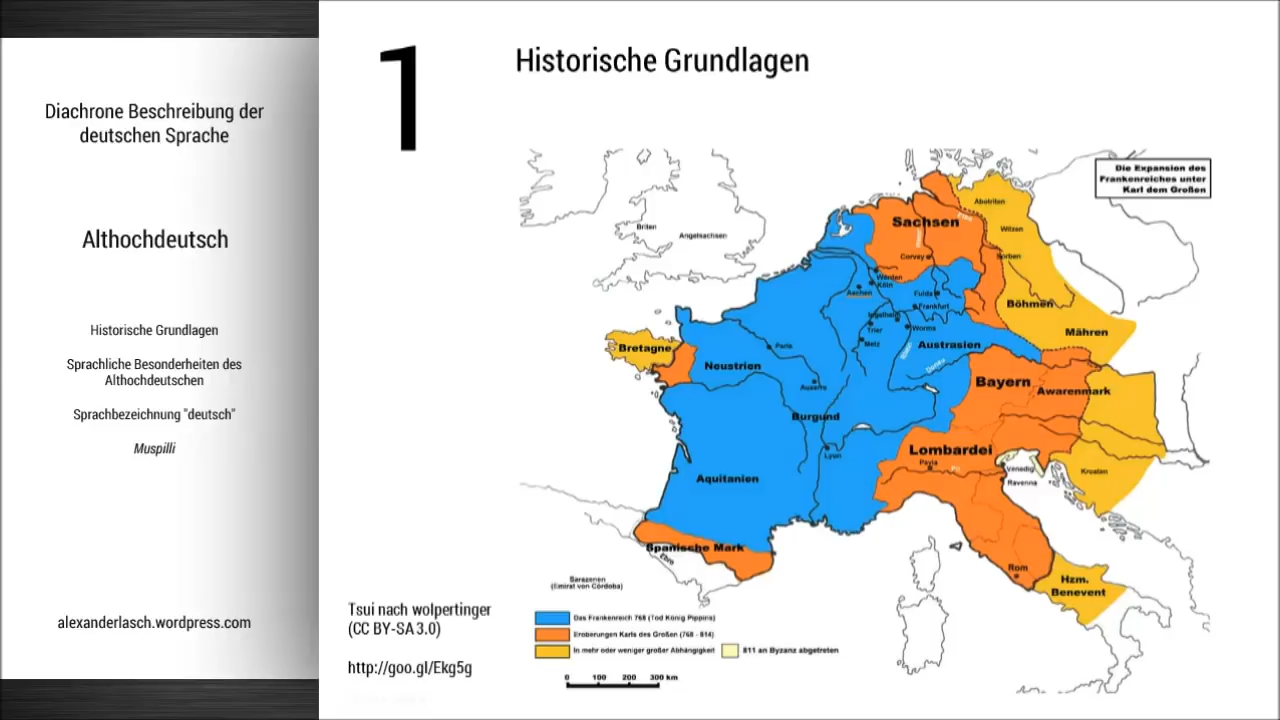 Diachrone Beschreibung der
deutschen Sprache
Althochdeutsch
Historische Grundlagen
Sprachliche Besonderheiten des
Althochdeutschen
Sprachbezeichnung "deutsch"
Muspilli
alexanderlasch.wordpress.com
1
Historische Grundlagen
Die Expansion des
Frankenreiches unter
Karl dem Großen
Abotriten
Sachsen
Briten
Angelsachsen
Wilzen
Corvey
Sorben
Verden
Köln
Aachen
Fulda
Böhmen
Frankfurt
Ingelheim
Trier
Worms
Mähren
Metz
Austrasien
Paris
Bretagne
Neustrien
Donau
Bayern
Awarenmark
Auxerre
Burgund
Lombardei
Lyon
Pavia
Po
Venedig
Kroaten
Ravenna
Aquitanien
Spanische Mark
Ebro
Rom
Hzm.
Benevent
Sarazenen
(Emirat von Córdoba)
Tsui nach wolpertinger
(CC BY-SA 3.0)
http://goo.gl/Ekg5g
Das Frankenreich 768 (Tod König Pippins)
Eroberungen Karls des Großen (768 - 814)
In mehr oder weniger großer Abhängigkeit
811 an Byzanz abgetreten
0 100 200 300 km